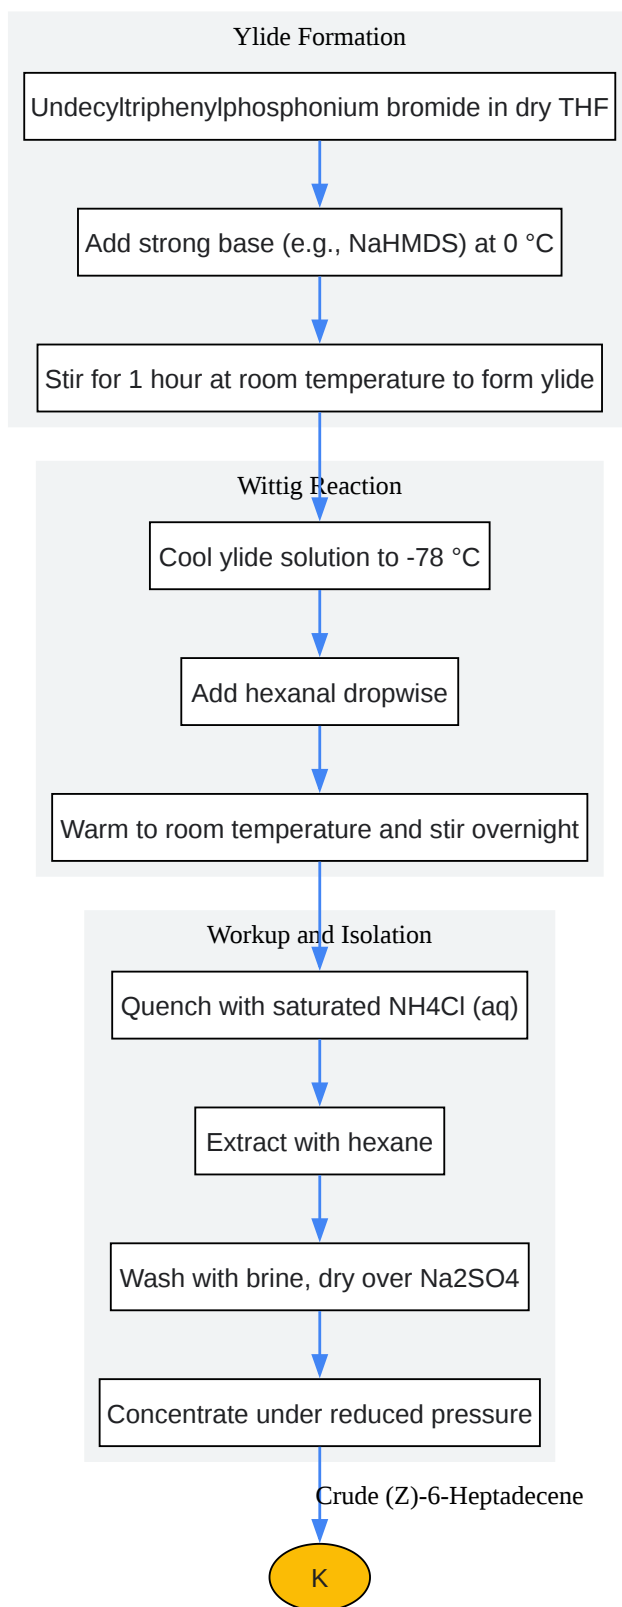 Ylide Formation
Undecyltriphenylphosphonium bromide in dry THF
Add strong base (e.g., NaHMDS) at 0 °C
Stir for 1 hour at room temperature to form ylide
Wittig Reaction
Cool ylide solution to -78 °C
Add hexanal dropwise
Warm to room temperature and stir overnight
Workup and Isolation
Quench with saturated NH4Cl (aq)
Extract with hexane
Wash with brine, dry over Na2SO4
Concentrate under reduced pressure
Crude (Z)-6-Heptadecene
K